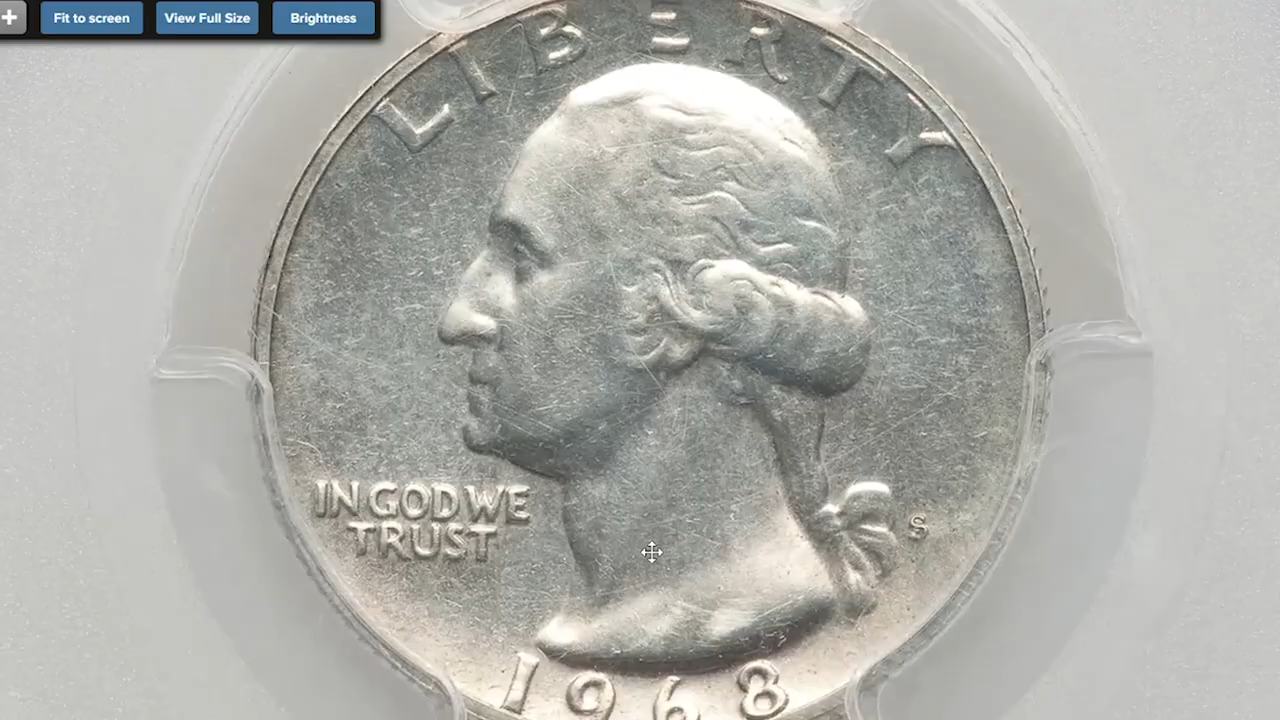 Fit to screen
View Full Size
Brightness
LIBERTY
IN GOD WE
TRUST
S
1968